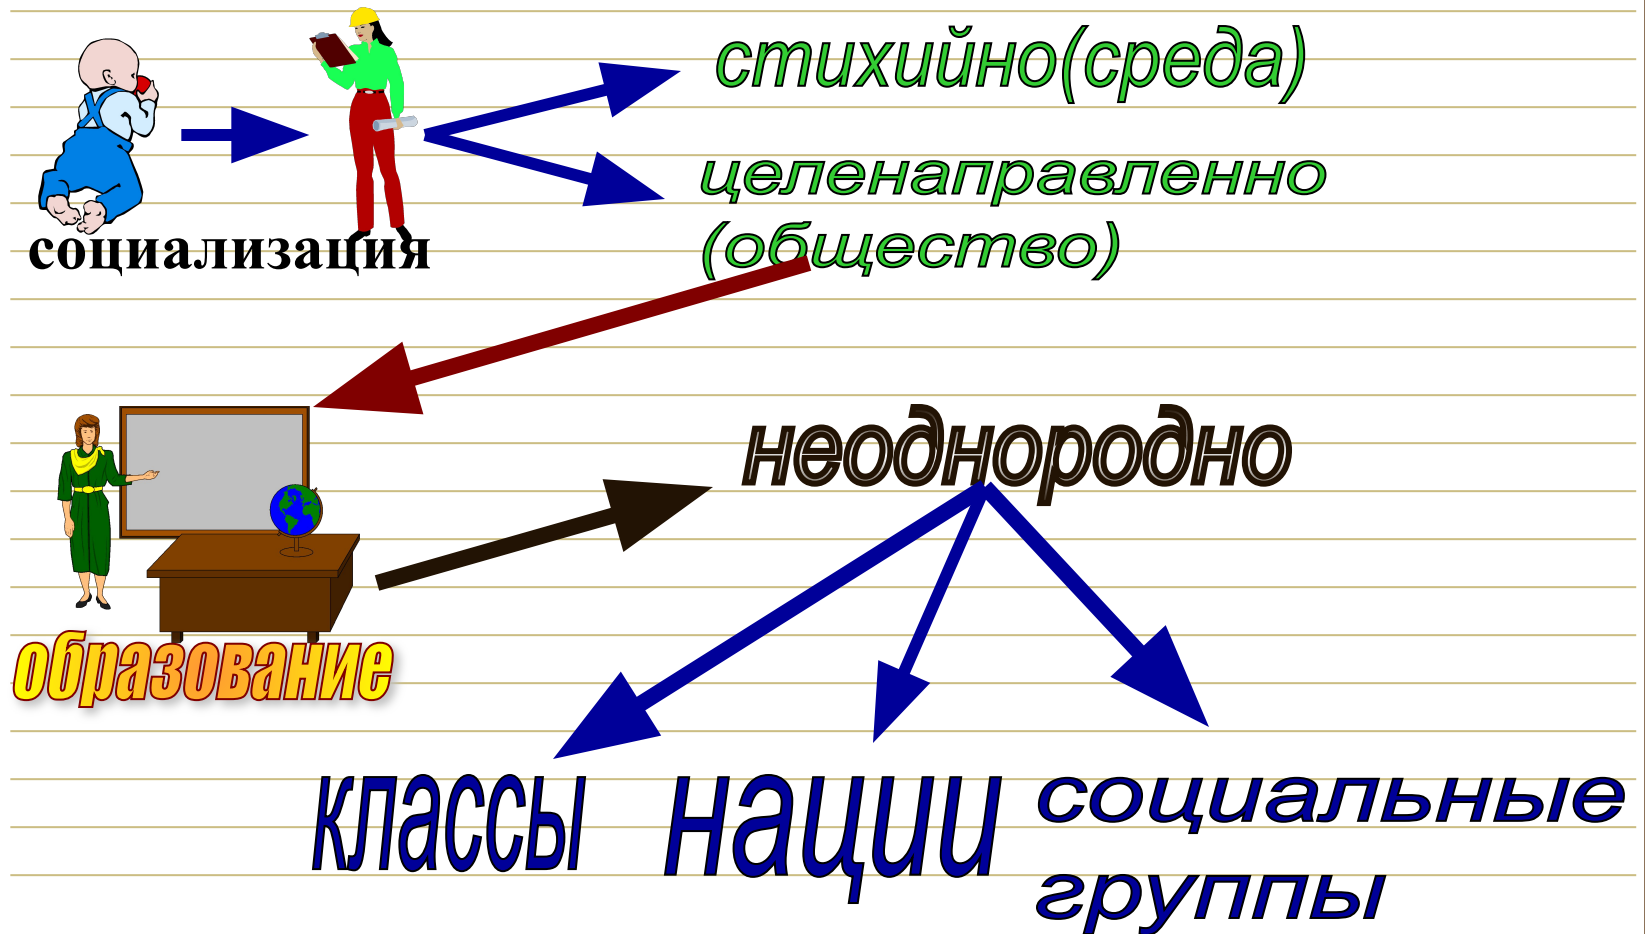 стихийно(среда)
целенаправленно
(общество)
социализация
неоднородно
образование
классы
нации
социальные
группы